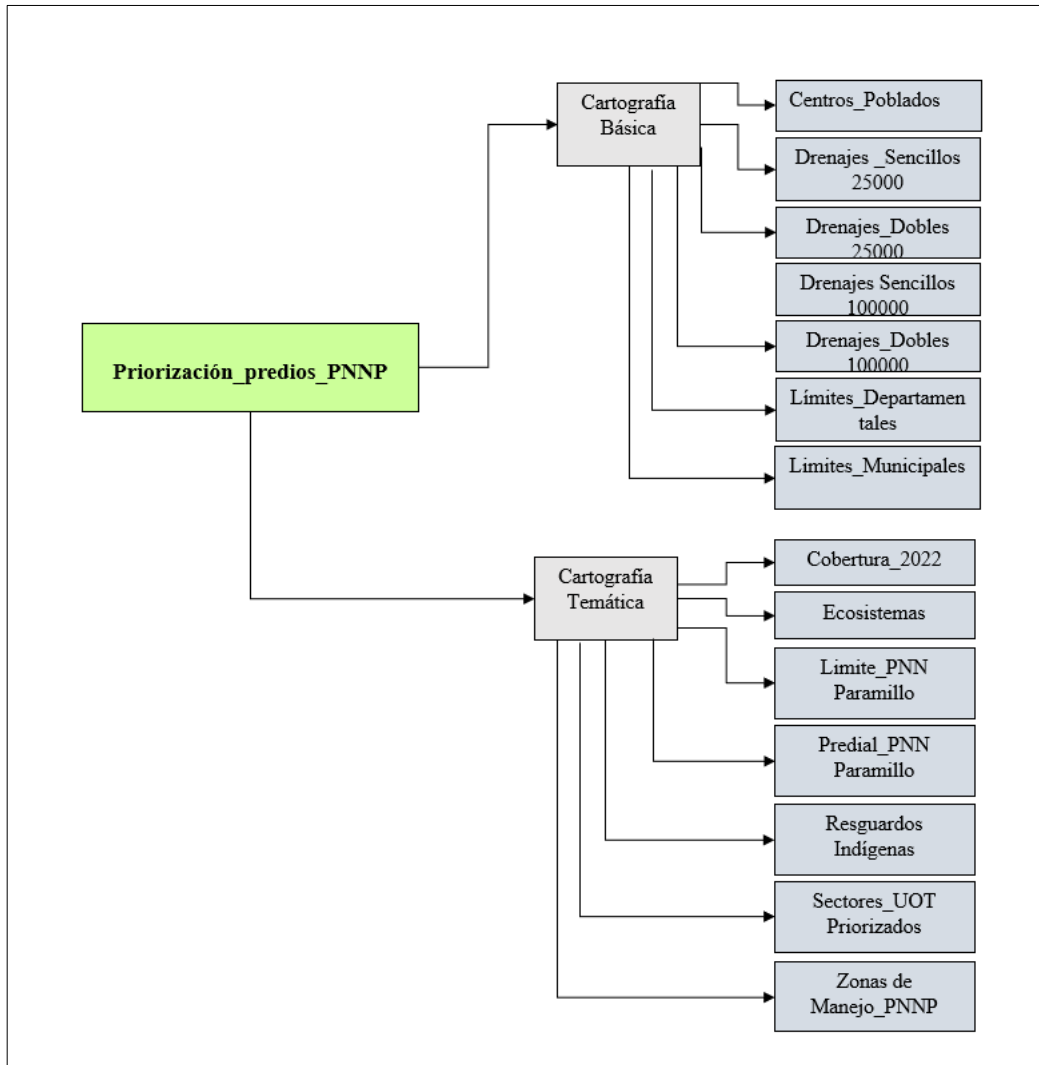 Cartografía
Básica
Centros_Poblados
Drenajes _Sencillos
25000
Drenajes_Dobles
25000
Drenajes Sencillos
100000
Drenajes_Dobles
100000
Límites_Departamen
tales
Limites_Municipales
Priorización_predios_PNNP
Cartografía
Temática
Cobertura_2022
Ecosistemas
Limite_PNN
Paramillo
Predial_PNN
Paramillo
Resguardos
Indígenas
Sectores_UOT
Priorizados
Zonas de
Manejo_PNNP